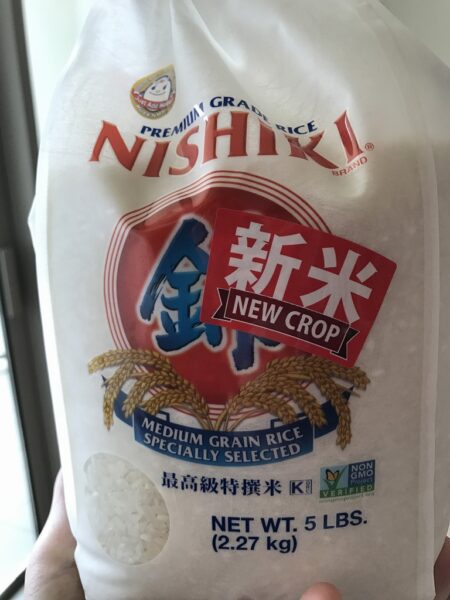 PREMIUM GRADE RICE
NISHIKI®
BRAND
錦
新米
NEW CROP
MEDIUM GRAIN RICE
SPECIALLY SELECTED
最高級特撰米 K
NON
GMO
Project
VERIFIED
NET WT. 5 LBS.
(2.27 kg)